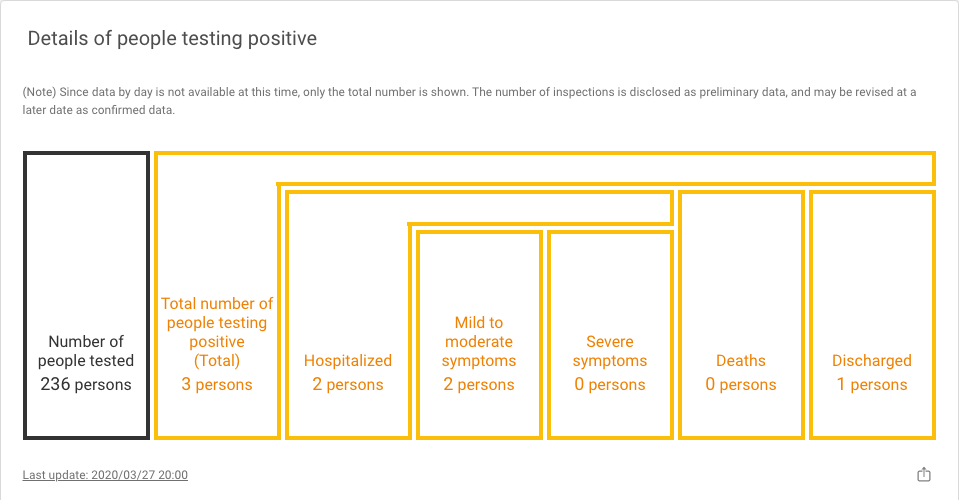 Details of people testing positive
(Note) Since data by day is not available at this time, only the total number is shown. The number of inspections is disclosed as preliminary data, and may be revised at a
later date as confirmed data.
Number of
people tested
236 persons
Total number of
people testing
positive
(Total)
3 persons
Hospitalized
2 persons
Mild to
moderate
symptoms
2 persons
Severe
symptoms
0 persons
Deaths
0 persons
Discharged
1 persons
Last update: 2020/03/27 20:00